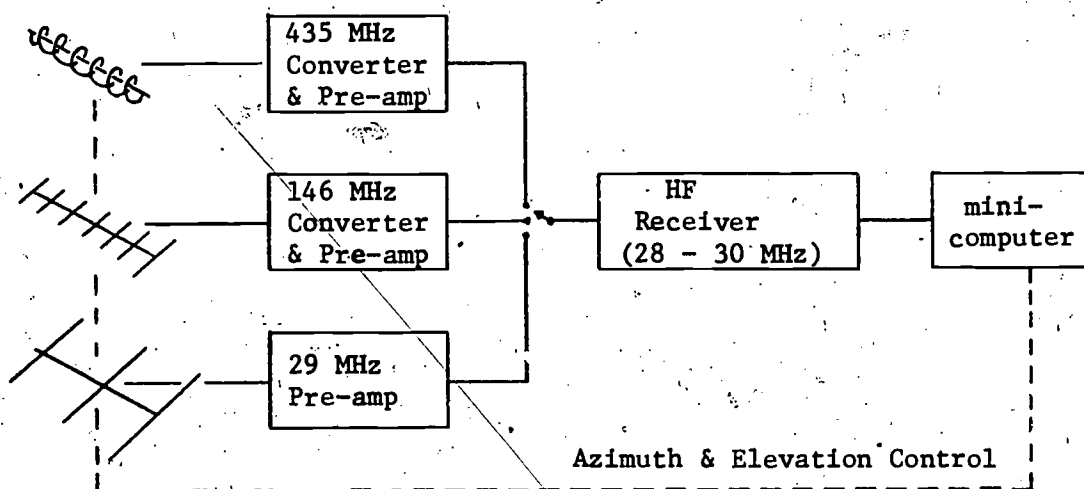 435 MHz
Converter
& Pre-amp
146 MHz
Converter
& Pre-amp
HF
Receiver
(28 - 30 MHz)
mini-
computer
29 MHz
Pre-amp
Azimuth & Elevation Control